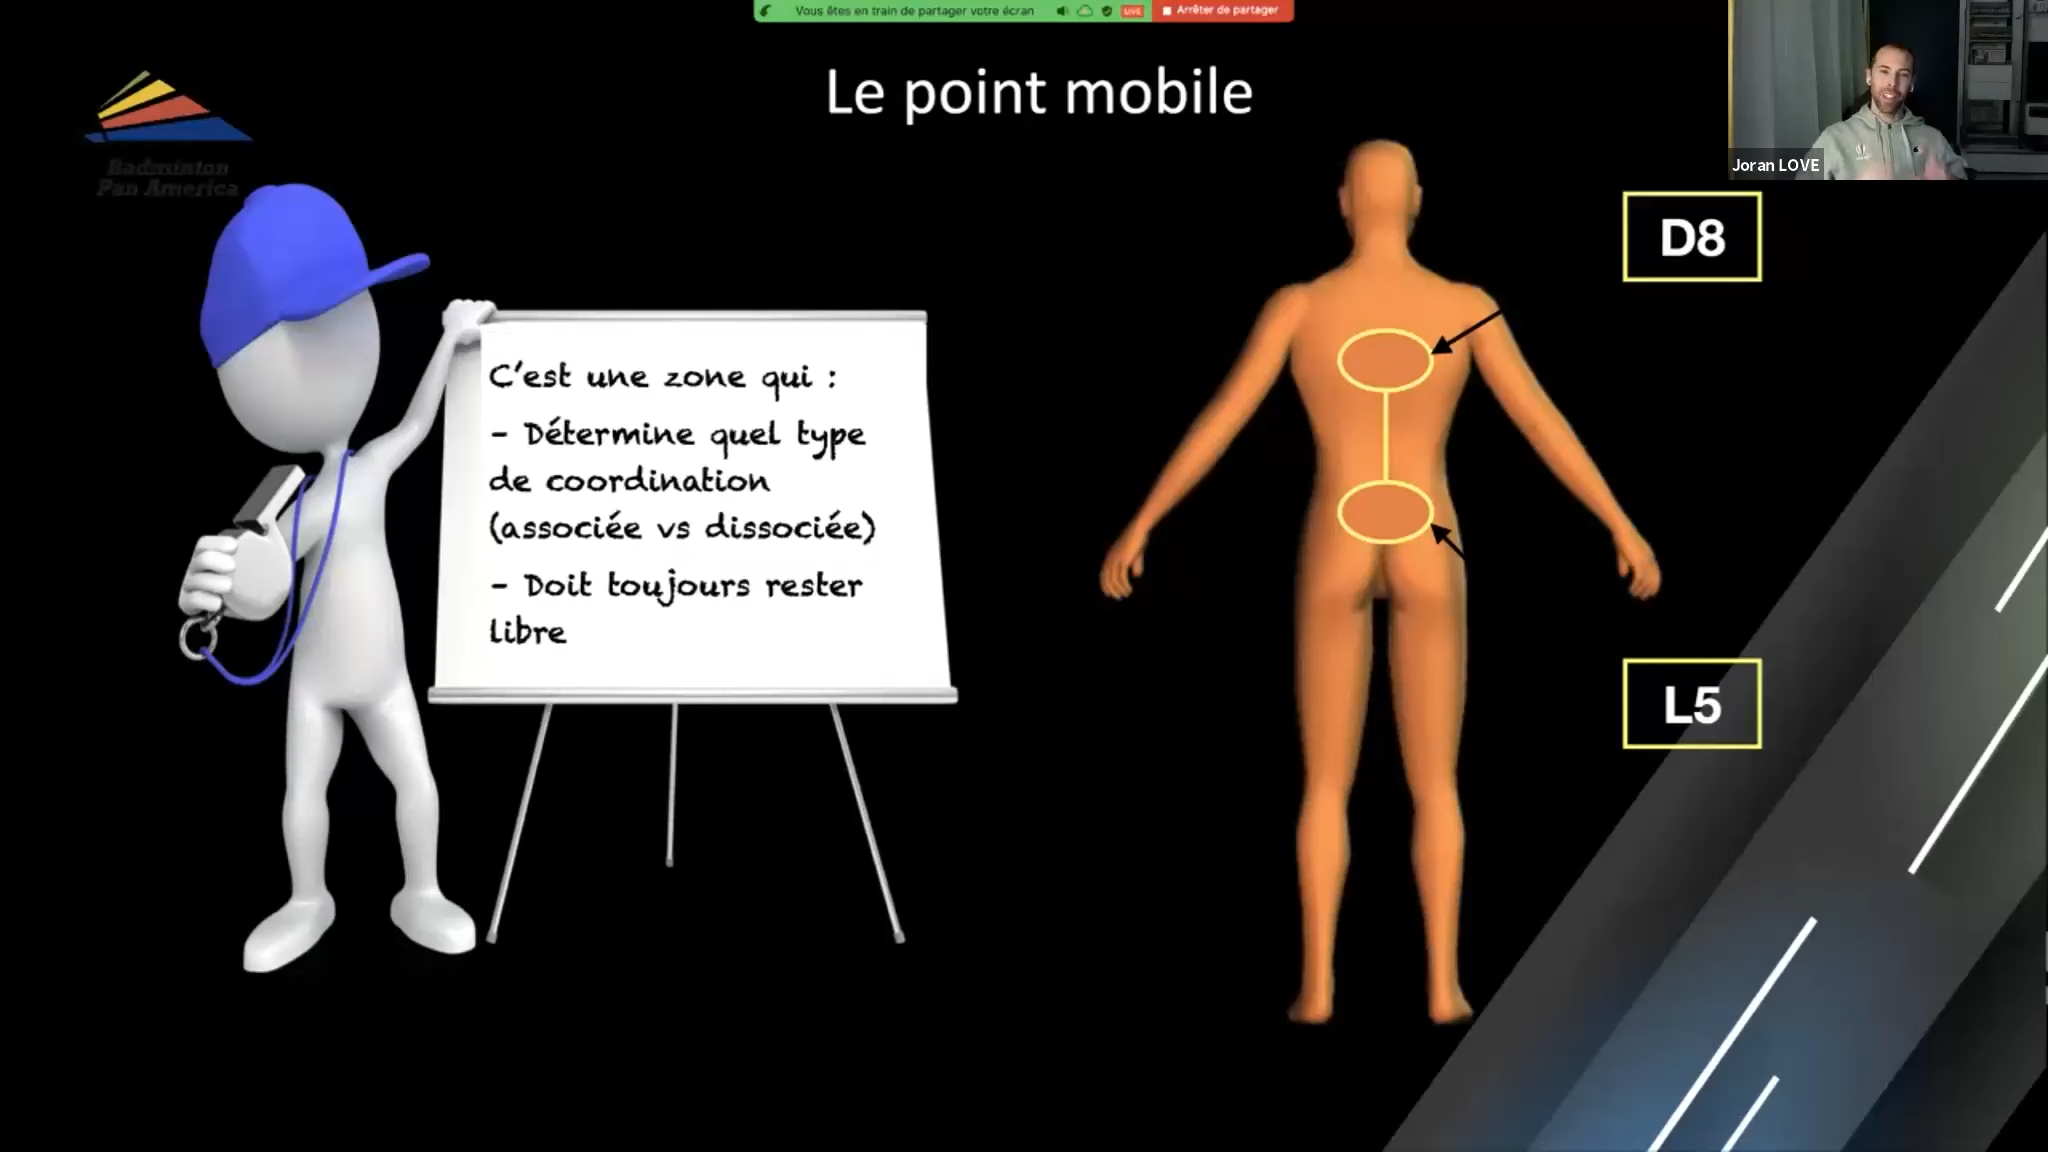 Vous êtes en train de partager votre écran
LIVE
Arrêter de partager
Le point mobile
Joran LOVE
Badminton
Pan America
D8
C'est une zone qui :
- Détermine quel type
de coordination
(associée vs dissociée)
- Doit toujours rester
libre
L5